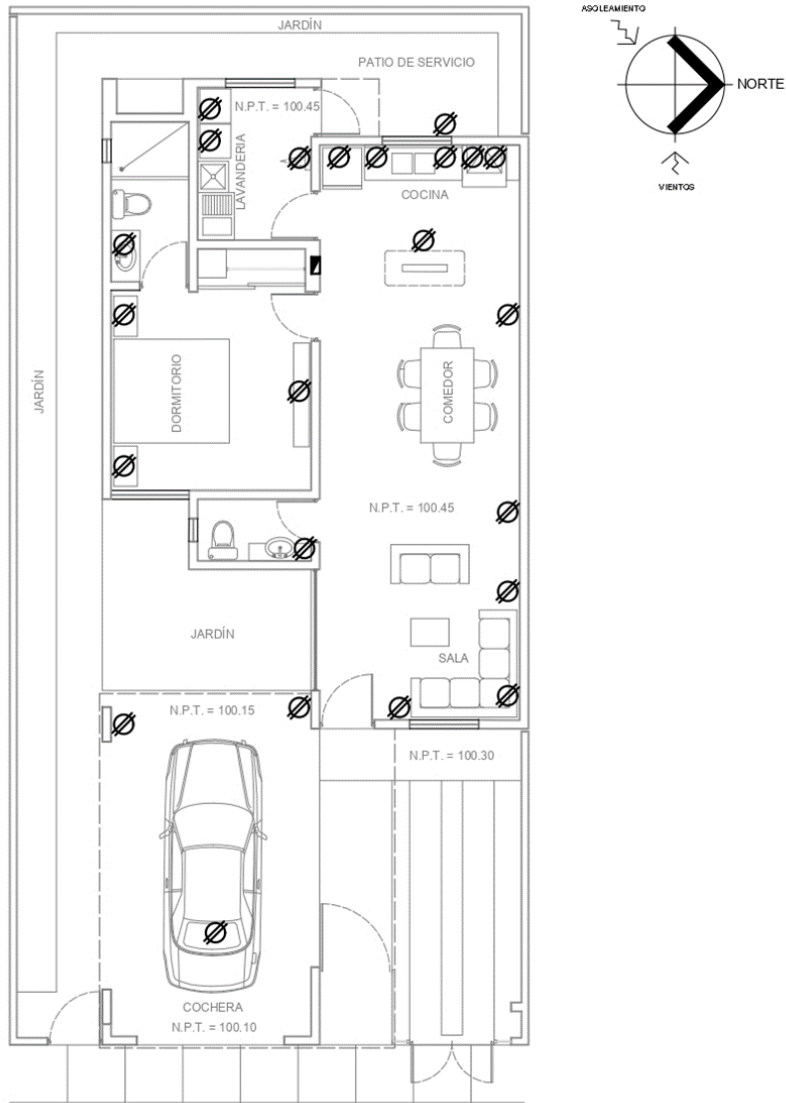 ASOLEAMIENTO
JARDÍN
PATIO DE SERVICIO
NORTE
N.P.T. = 100.45
LAVANDERIA
VIENTOS
COCINA
JARDÍN
DORMITORIO
COMEDOR
N.P.T. = 100.45
JARDÍN
SALA
N.P.T. = 100.15
N.P.T. = 100.30
COCHERA
N.P.T. = 100.10